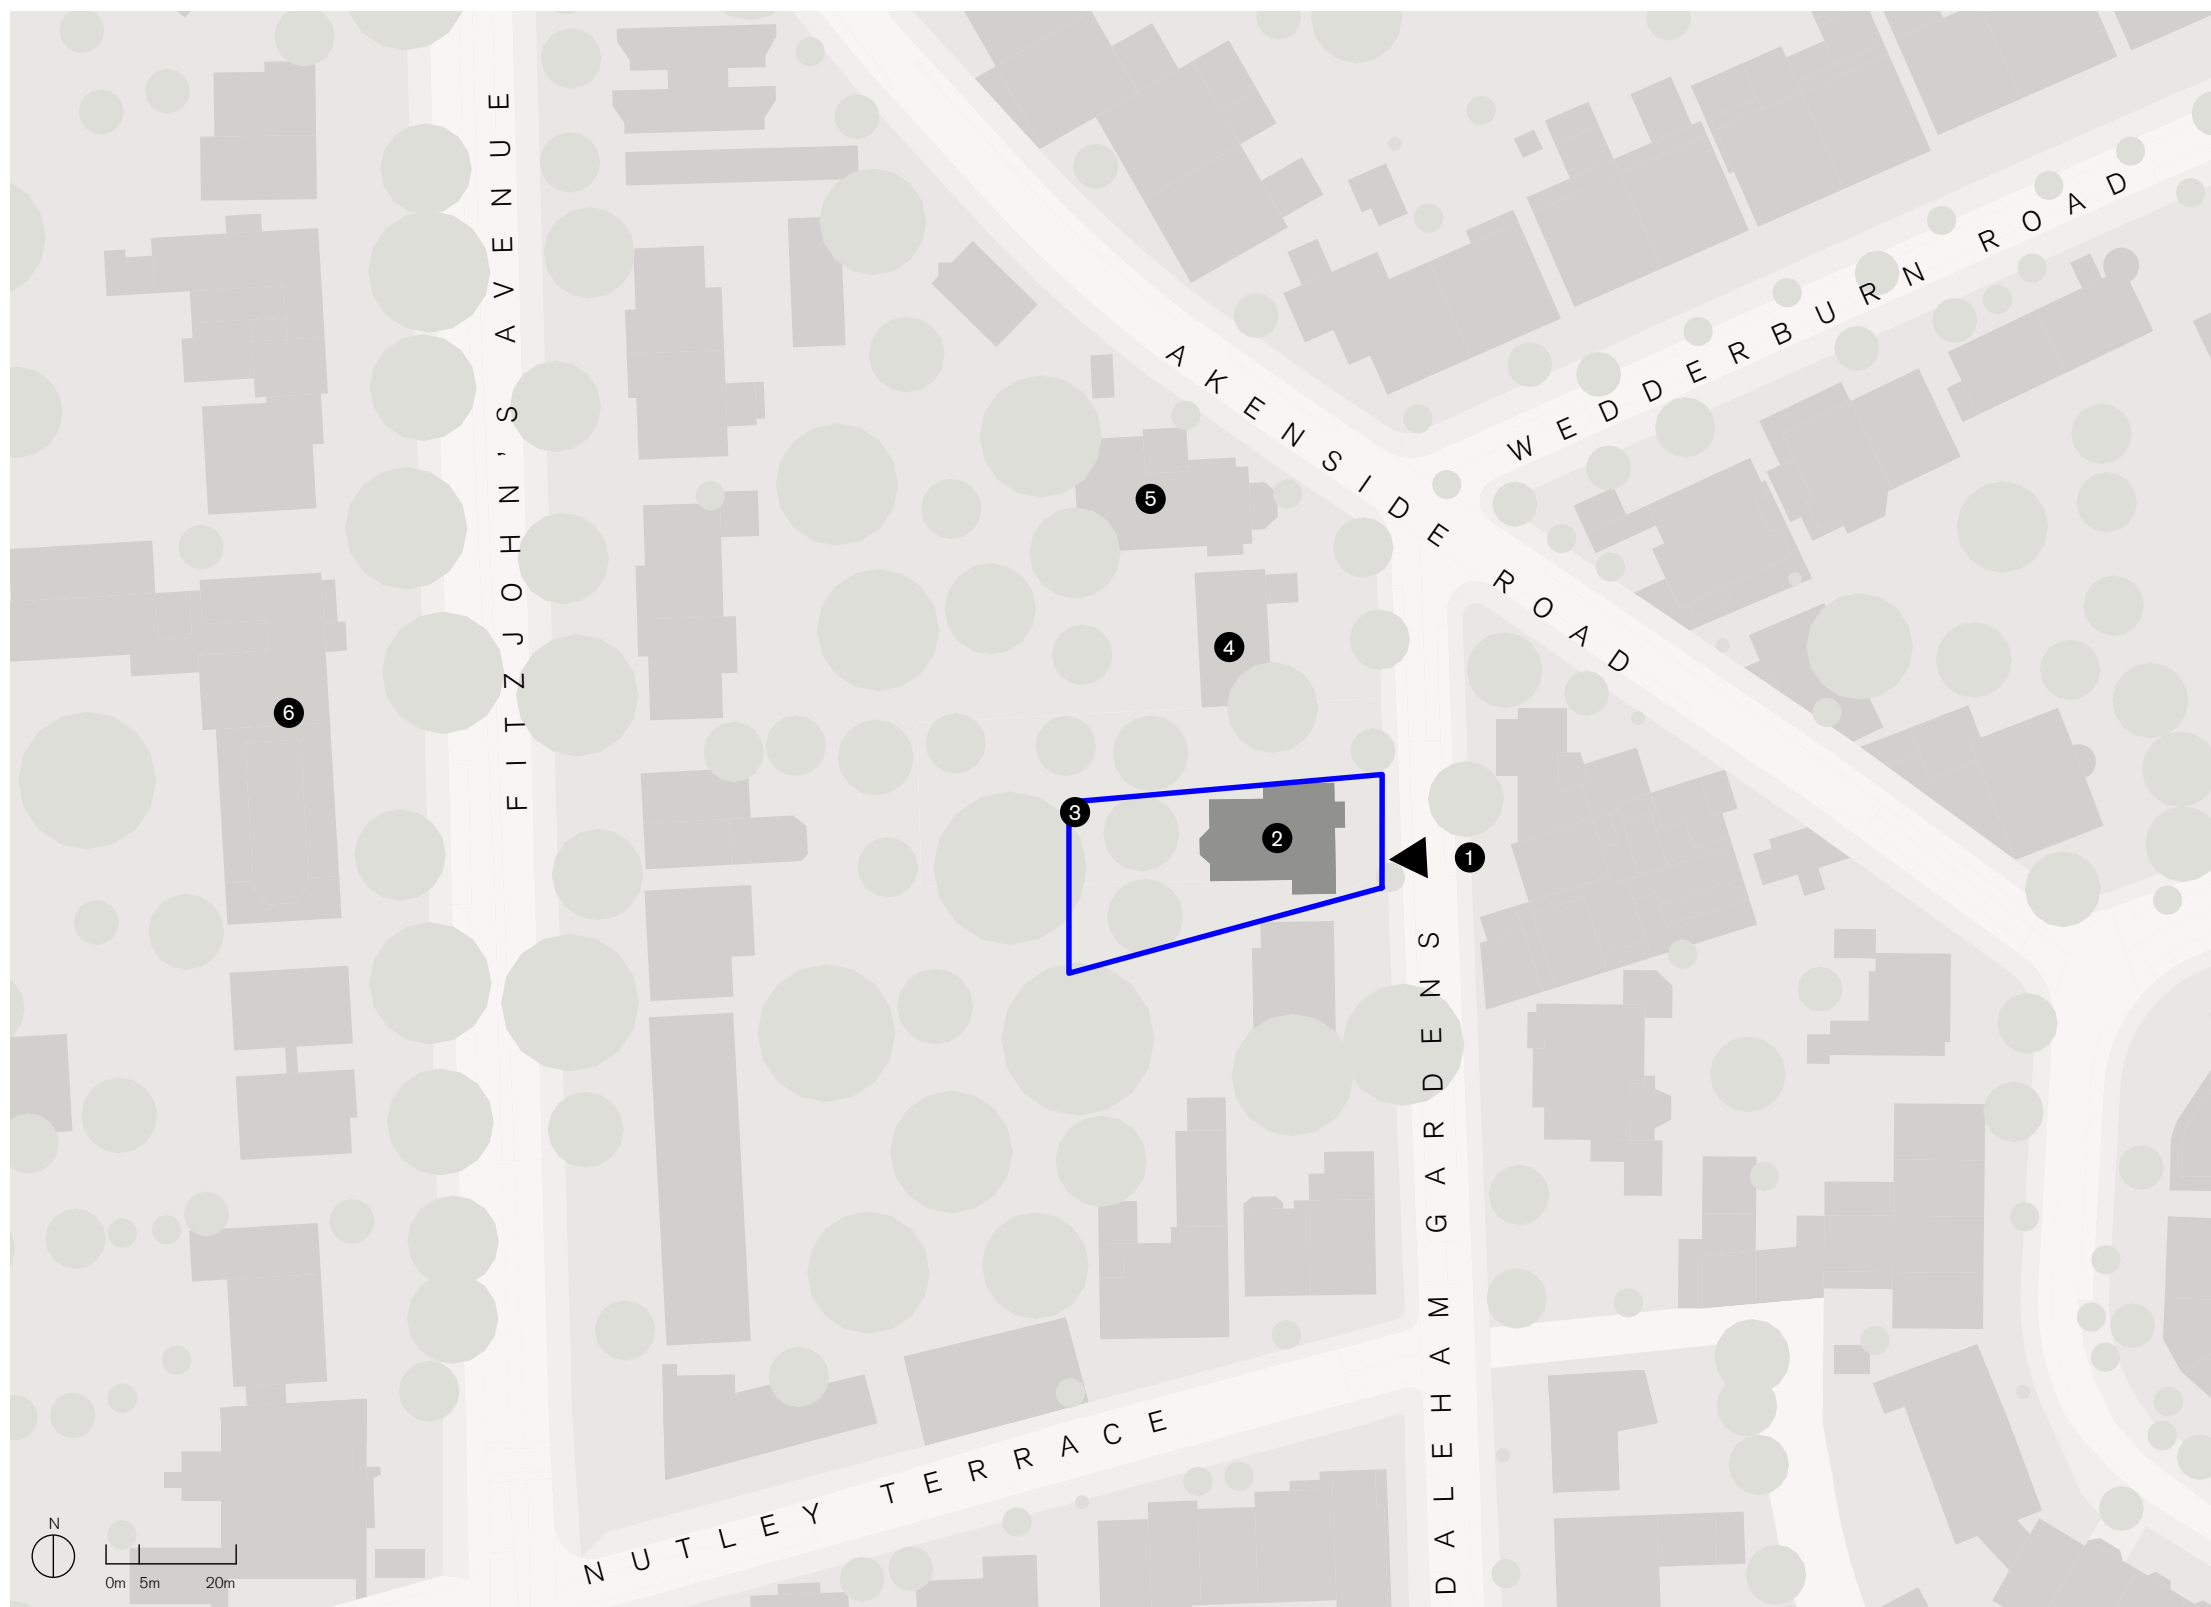 FITZJOHN'S AVENUE
AKENSIDE ROAD
WEDDERBURN ROAD
5
4
6
3
2
1
DALEHAM GARDENS
NUTLEY TERRACE
N
0m 5m 20m